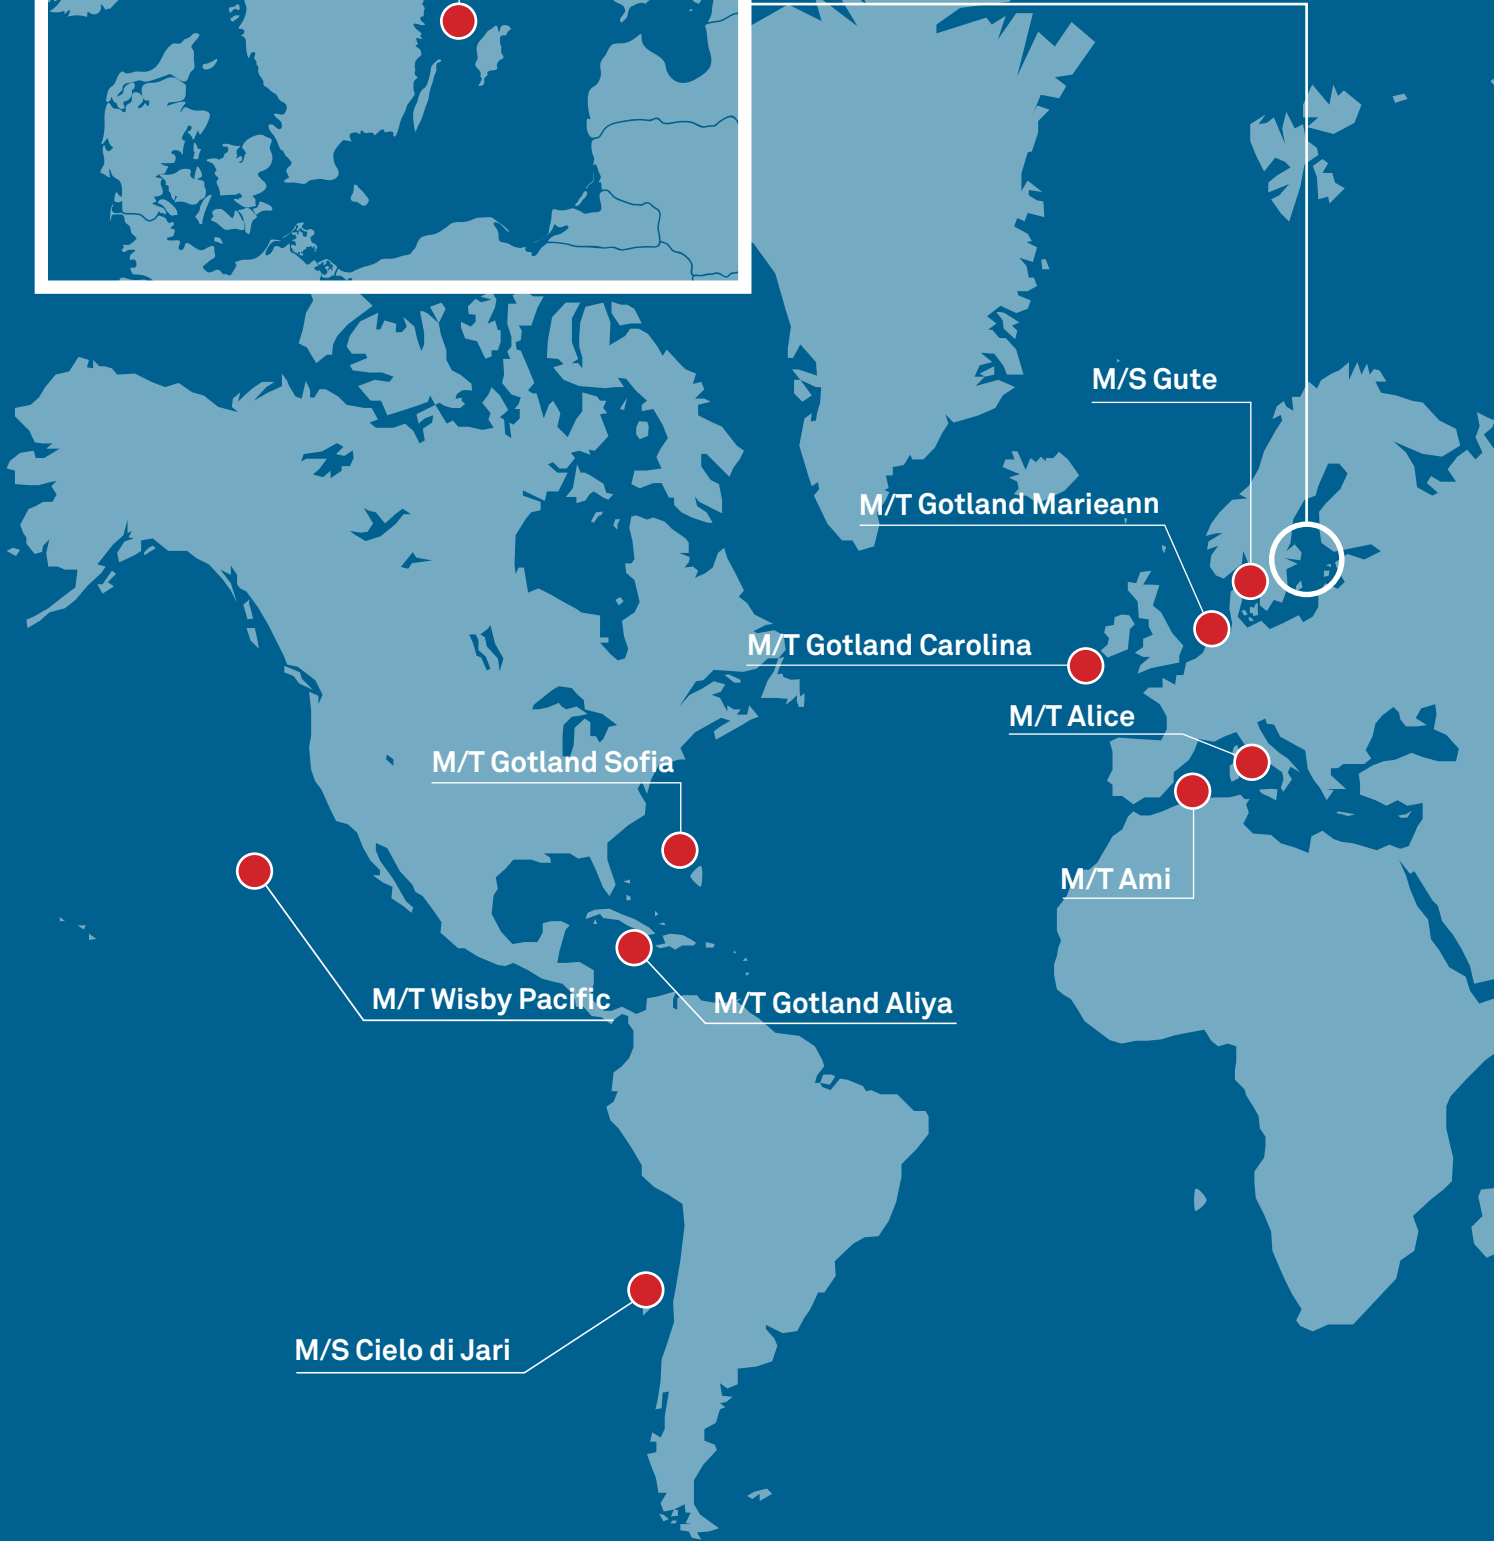 M/S Gute
M/T Gotland Marieann
M/T Gotland Carolina
M/T Alice
M/T Gotland Sofia
M/T Ami
M/T Wisby Pacific
M/T Gotland Aliya
M/S Cielo di Jari